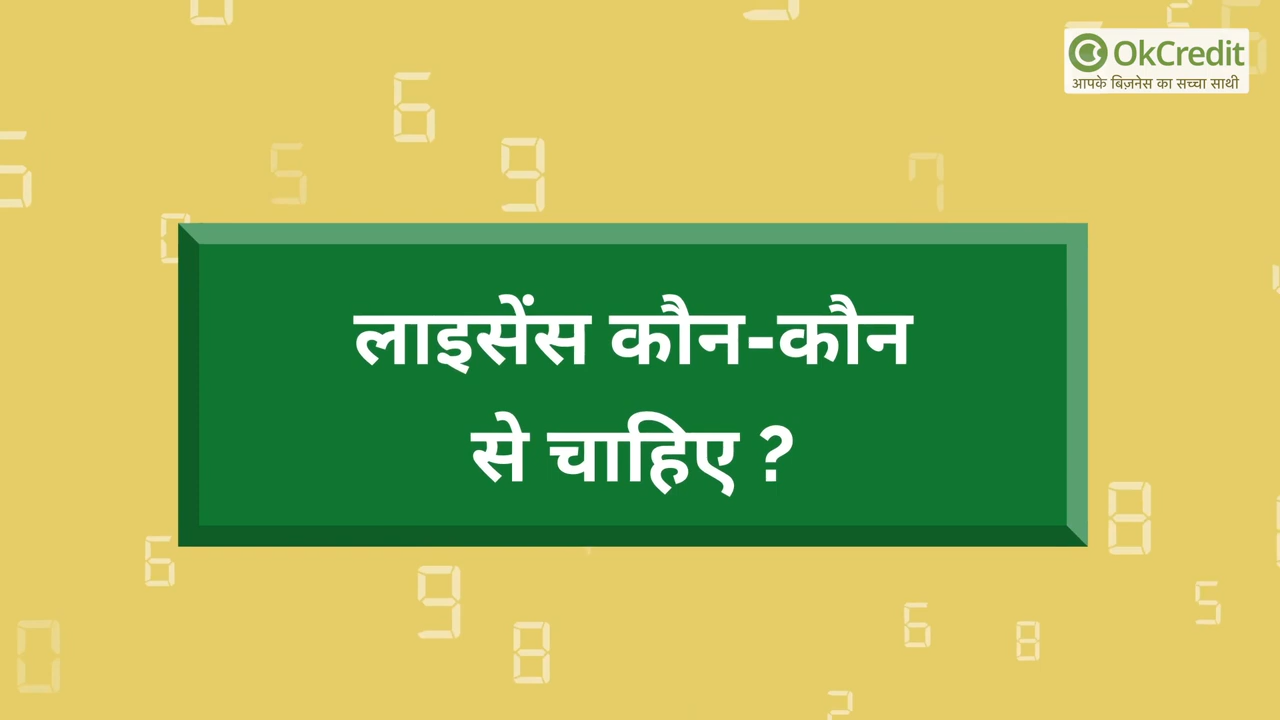 OkCredit
आपके बिज़नेस का सच्चा साथी
लाइसेंस कौन-कौन
से चाहिए ?